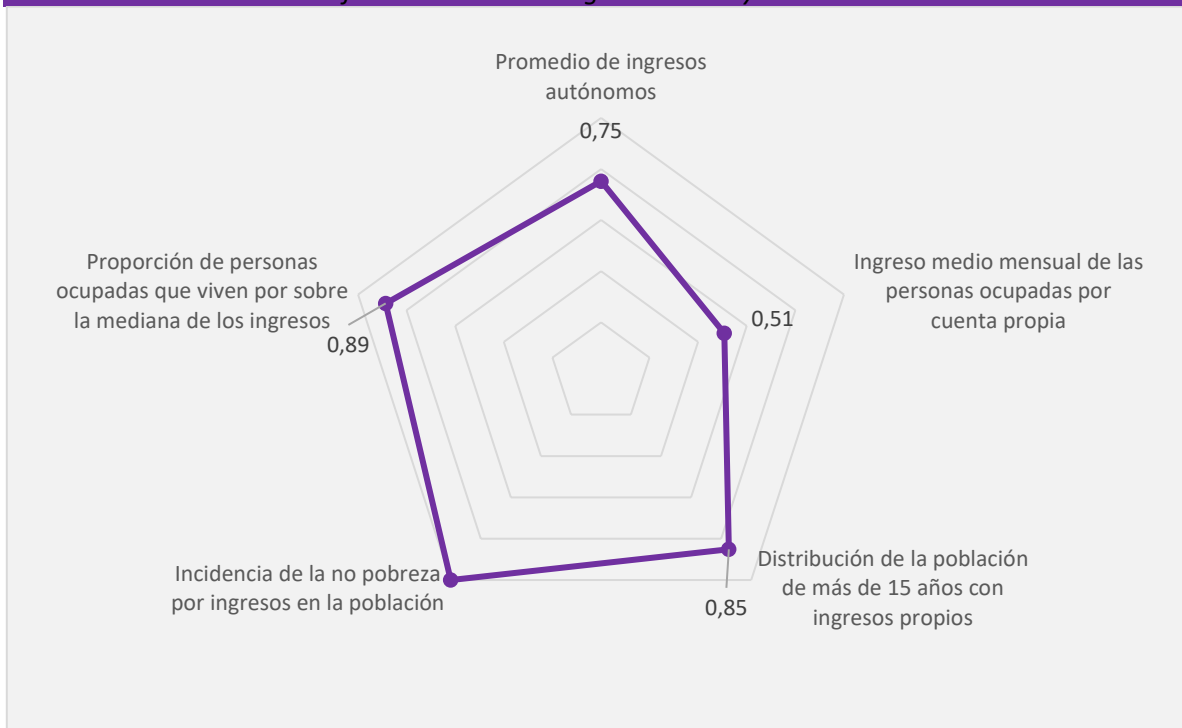 Promedio de ingresos
autónomos
0,75
Ingreso medio mensual de las
personas ocupadas por
cuenta propia
0,51
Distribución de la población
de más de 15 años con
ingresos propios
0,85
Incidencia de la no pobreza
por ingresos en la población
Proporción de personas
ocupadas que viven por sobre
la mediana de los ingresos
0,89